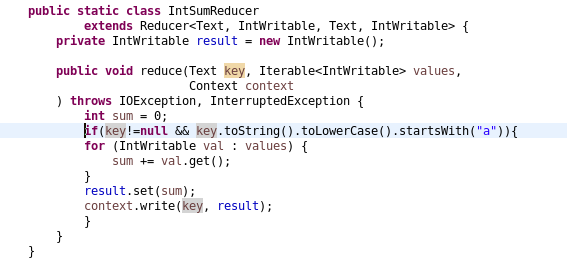 public static class IntSumReducer
extends Reducer<Text, IntWritable, Text, IntWritable> {
private IntWritable result = new IntWritable();
public void reduce(Text key, Iterable<IntWritable> values,
Context context
) throws IOException, InterruptedException {
int sum = 0;
if(key!=null && key.toString().toLowerCase().startsWith("a")){
for (IntWritable val : values) {
sum += val.get();
}
result.set(sum);
context.write(key, result);
}
}
}